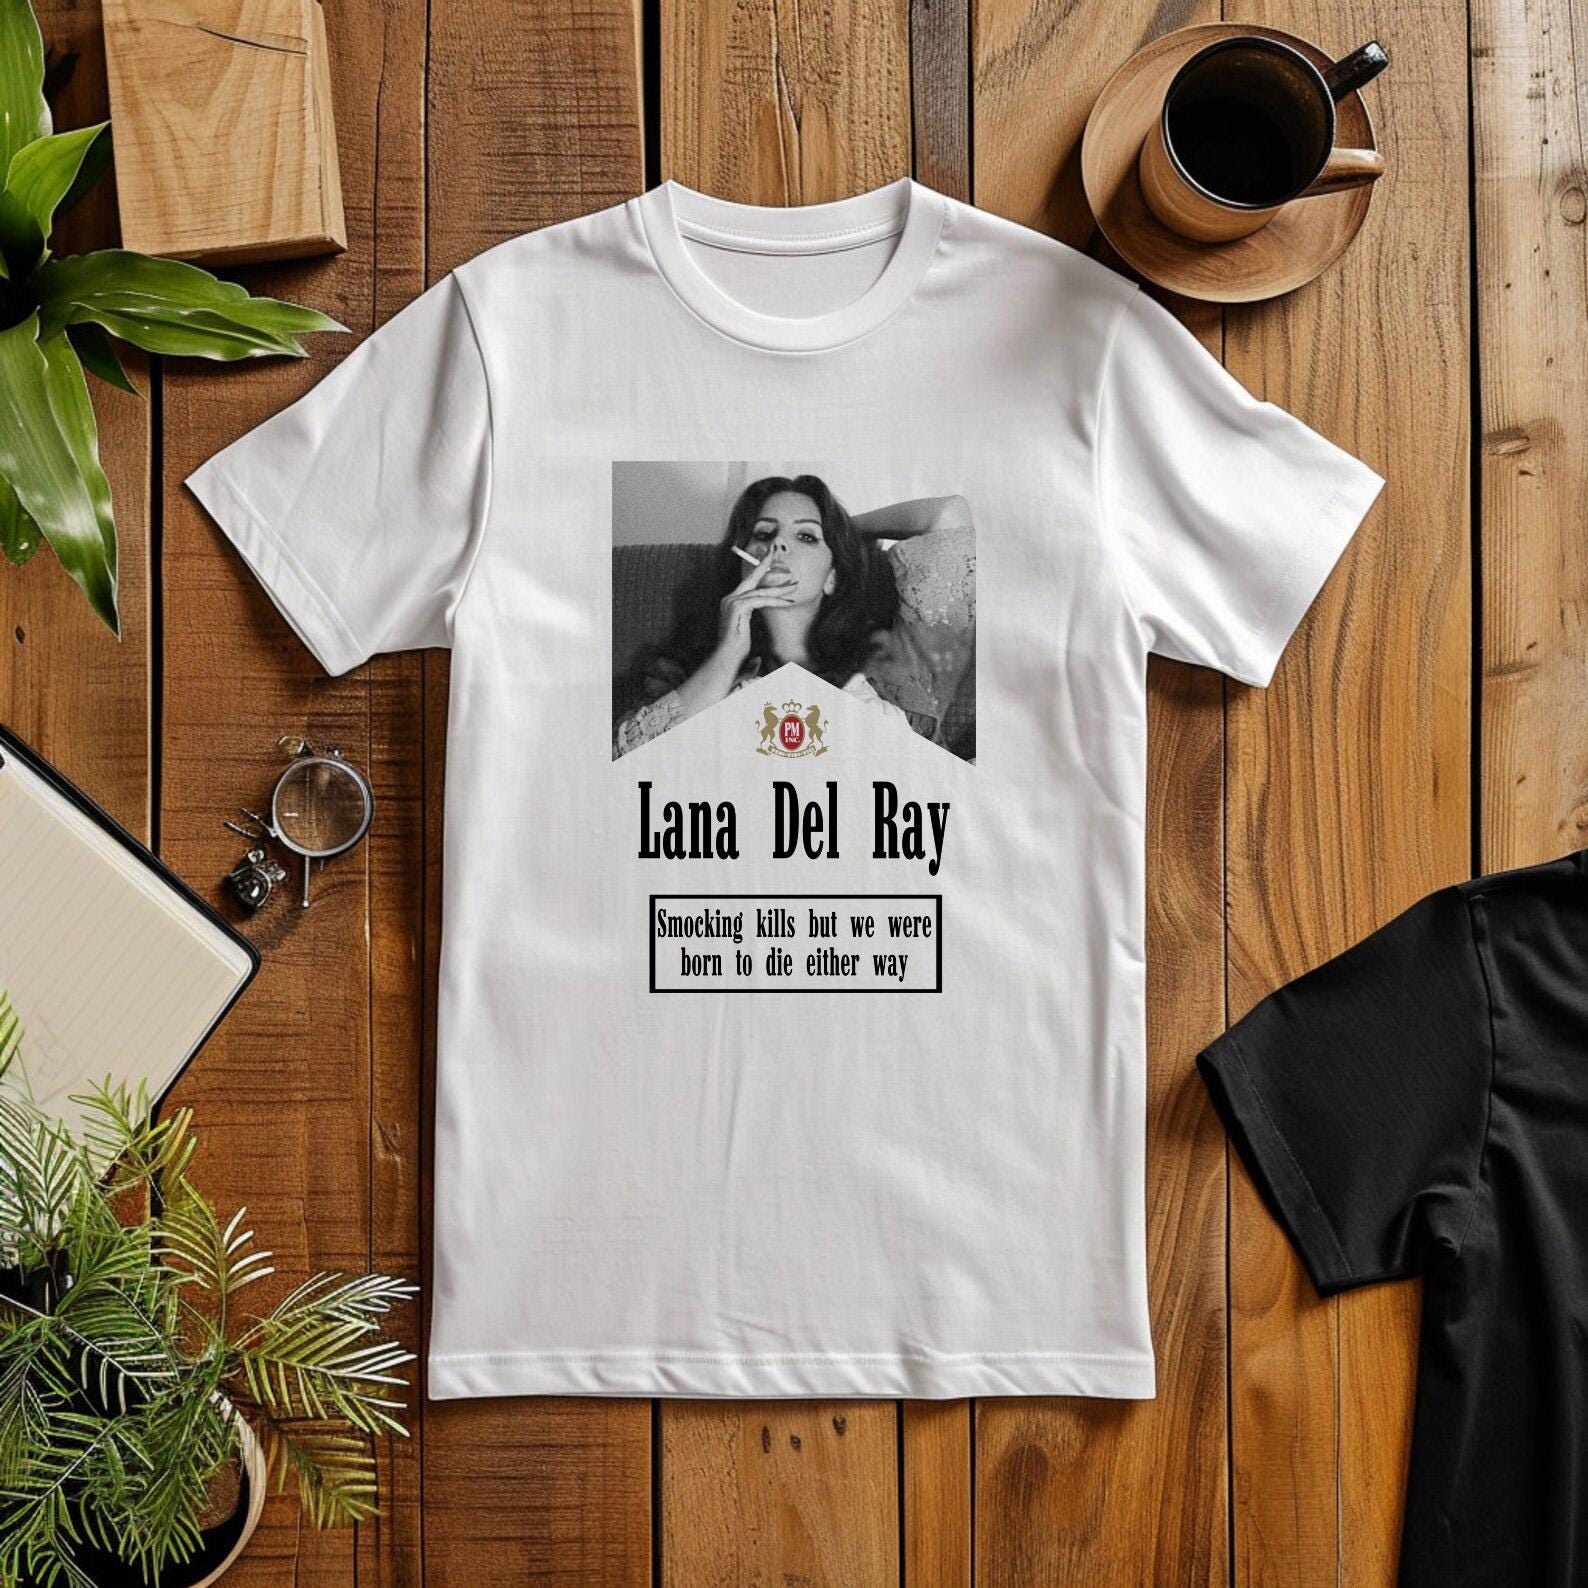 PM
INC.
Lana Del Ray
Smocking kills but we were
born to die either way